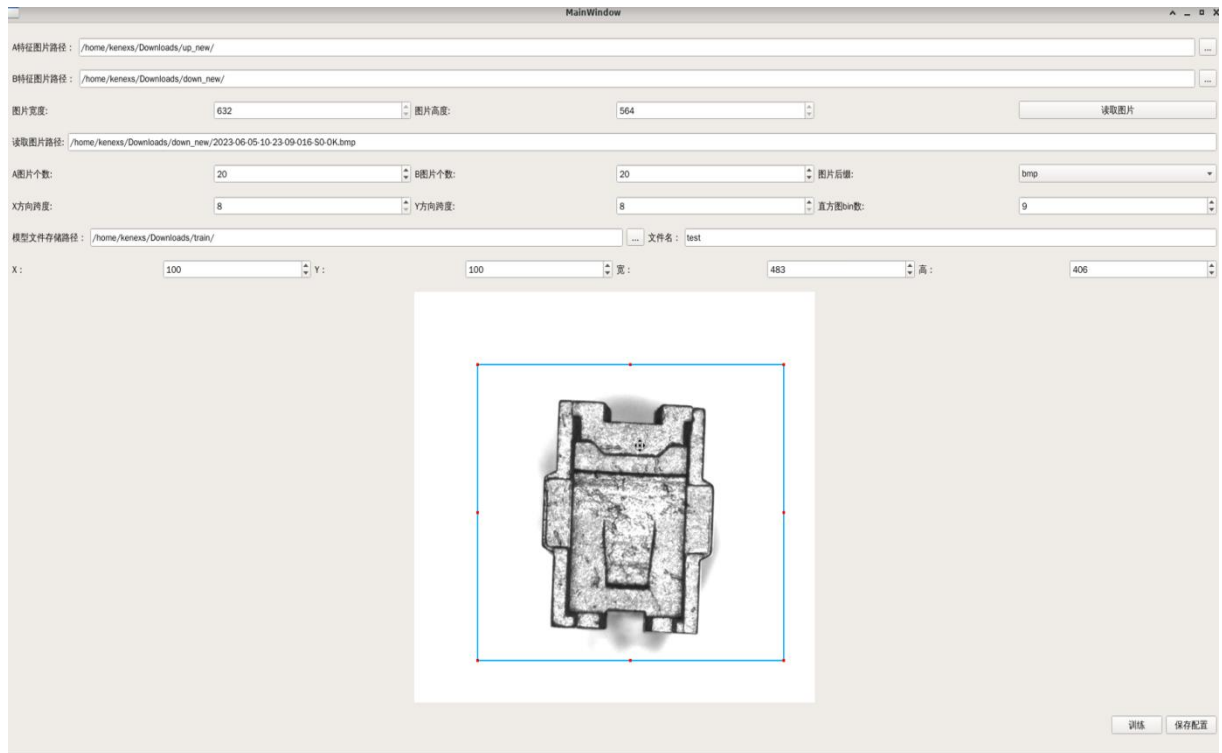 MainWindow
A特征图片路径： /home/kenexs/Downloads/up_new/ ...
B特征图片路径： /home/kenexs/Downloads/down_new/ ...
图片宽度: 632 图片高度: 564 读取图片
读取图片路径: /home/kenexs/Downloads/down_new/2023-06-05-10-23-09-016-S0-OK.bmp
A图片个数: 20 B图片个数: 20 图片后缀: bmp
X方向跨度: 8 Y方向跨度: 8 直方图bin数: 9
模型文件存储路径： /home/kenexs/Downloads/train/ ... 文件名： test
X： 100 Y： 100 宽： 483 高： 406
训练 保存配置